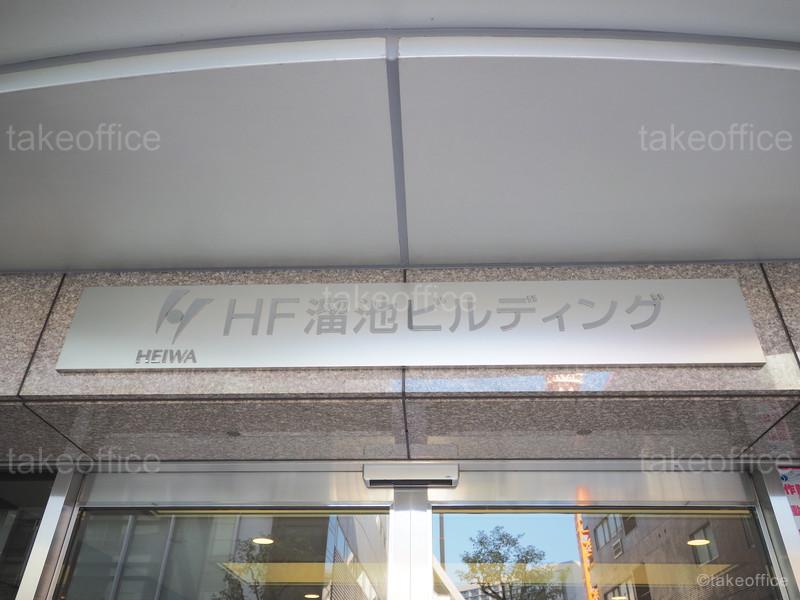 takeoffice takeoffice
takeoffice
HF溜池ビルディング
HEIWA
takeoffice takeoffice
©takeoffice